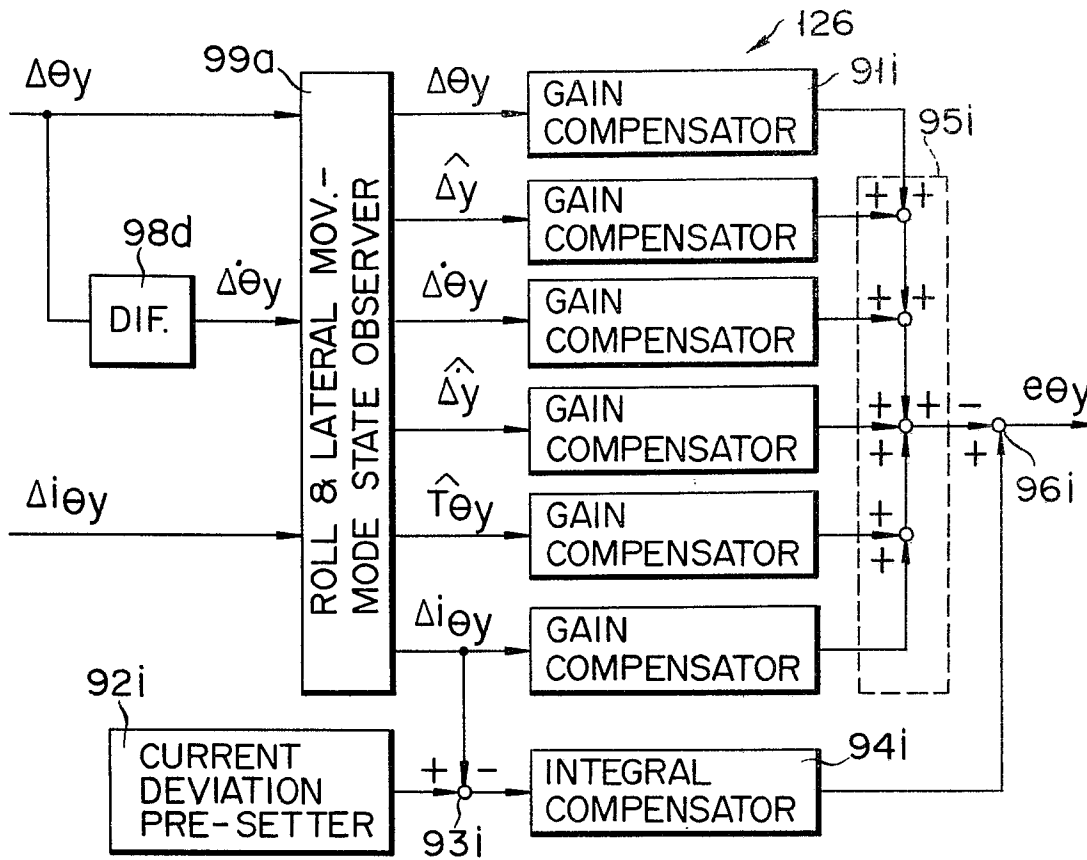 126
99a
91i
Δθy
Δθy
GAIN
COMPENSATOR
95i
Δ̂y
GAIN
COMPENSATOR
+ +
98d
DIF.
Δθ̇y
Δθ̇y
GAIN
COMPENSATOR
+ +
ROLL & LATERAL MOV.-
MODE STATE OBSERVER
Δ̂ẏ
GAIN
COMPENSATOR
+ + −
+ +
eθy
96i
Δiθy
T̂θy
GAIN
COMPENSATOR
+
+
Δiθy
GAIN
COMPENSATOR
92i
CURRENT
DEVIATION
PRE-SETTER
+ −
93i
INTEGRAL
COMPENSATOR
94i